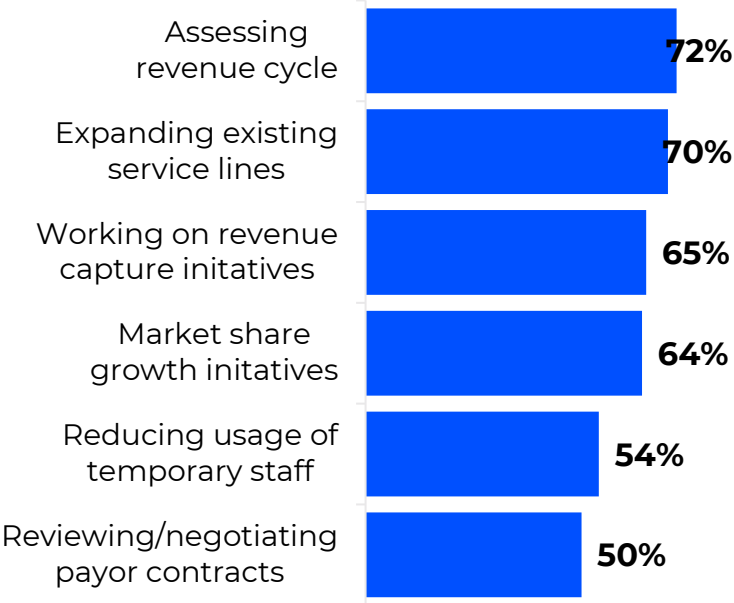 Assessing
revenue cycle
72%
Expanding existing
service lines
70%
Working on revenue
capture initatives
65%
Market share
growth initatives
64%
Reducing usage of
temporary staff
54%
Reviewing/negotiating
payor contracts
50%